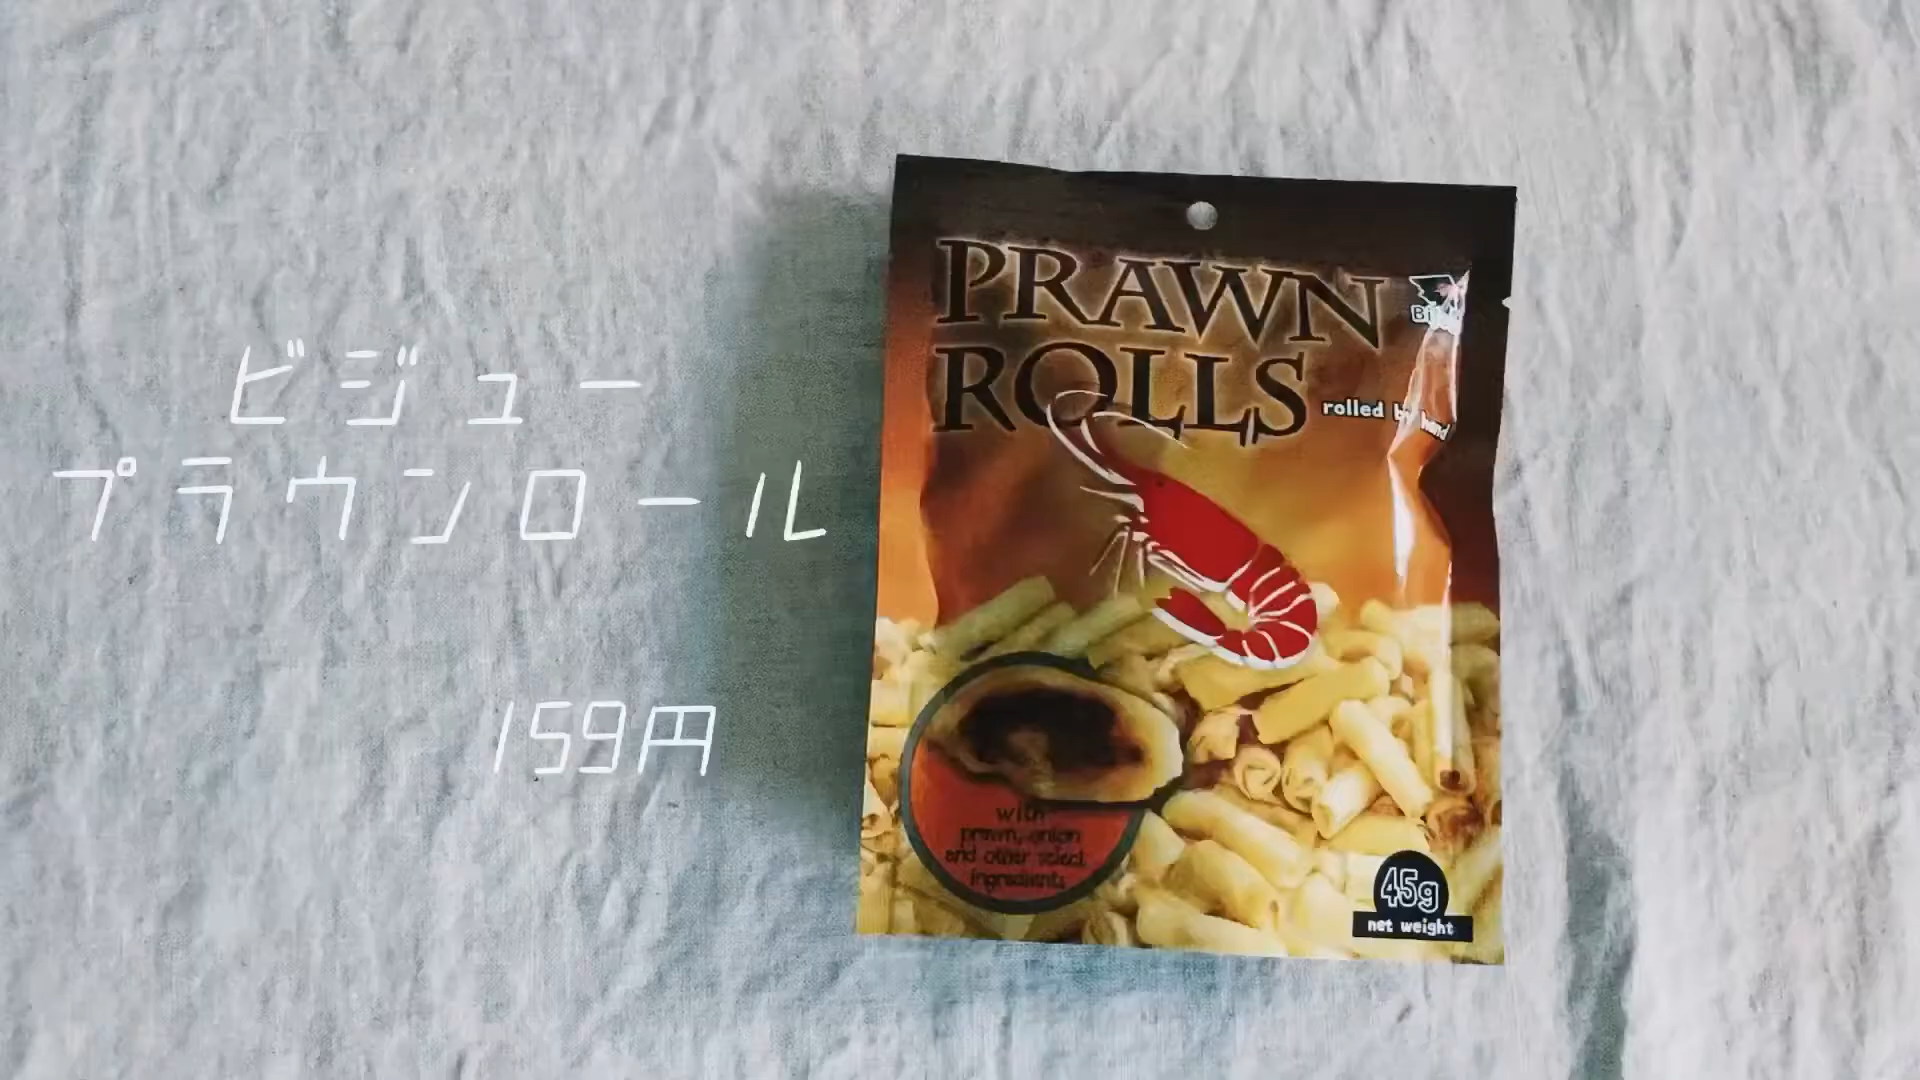 ビジュー
プラウンロール
159円
PRAWN
ROLLS
rolled by hand
with
prawn, onion
and other select
ingredients
45g
net weight